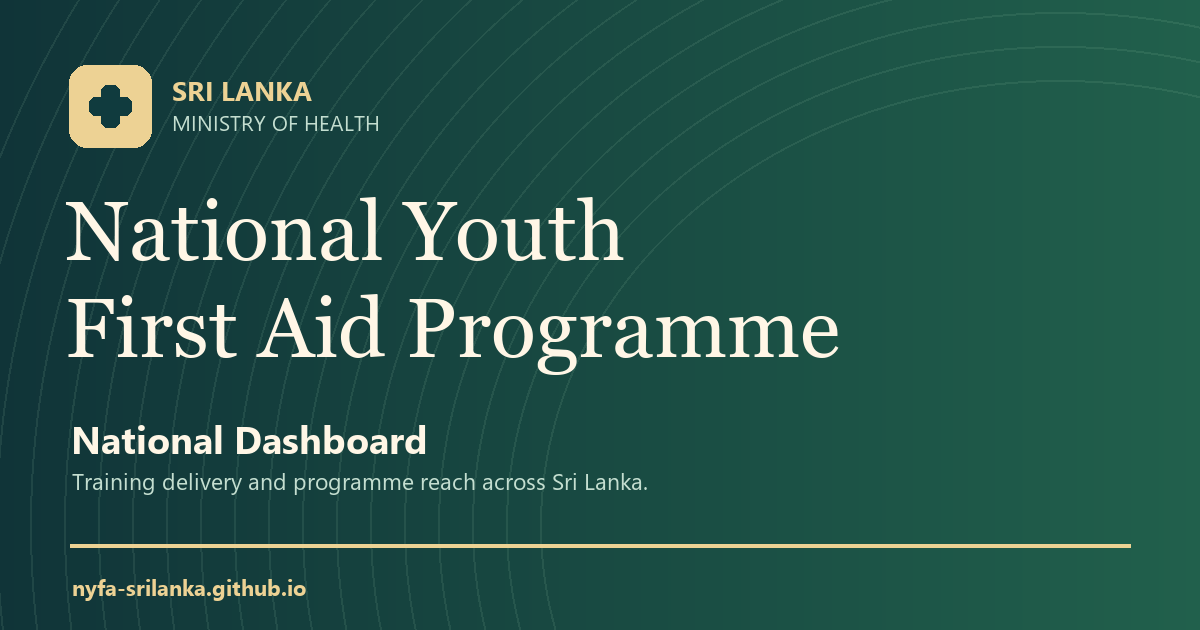 SRI LANKA
MINISTRY OF HEALTH
National Youth
First Aid Programme
National Dashboard
Training delivery and programme reach across Sri Lanka.
nyfa-srilanka.github.io